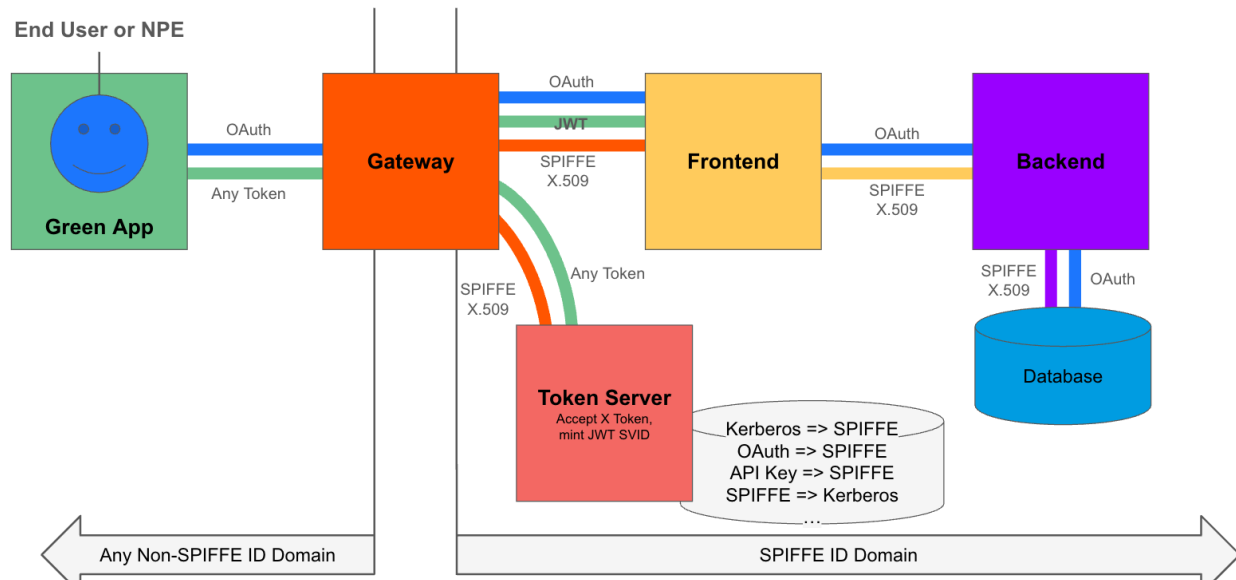 End User or NPE
Green App
OAuth
Any Token
Gateway
OAuth
JWT
SPIFFE
X.509
Frontend
OAuth
SPIFFE
X.509
Backend
SPIFFE
X.509
Any Token
SPIFFE
X.509
OAuth
Database
Token Server
Accept X Token,
mint JWT SVID
Kerberos => SPIFFE
OAuth => SPIFFE
API Key => SPIFFE
SPIFFE => Kerberos
...
Any Non-SPIFFE ID Domain
SPIFFE ID Domain